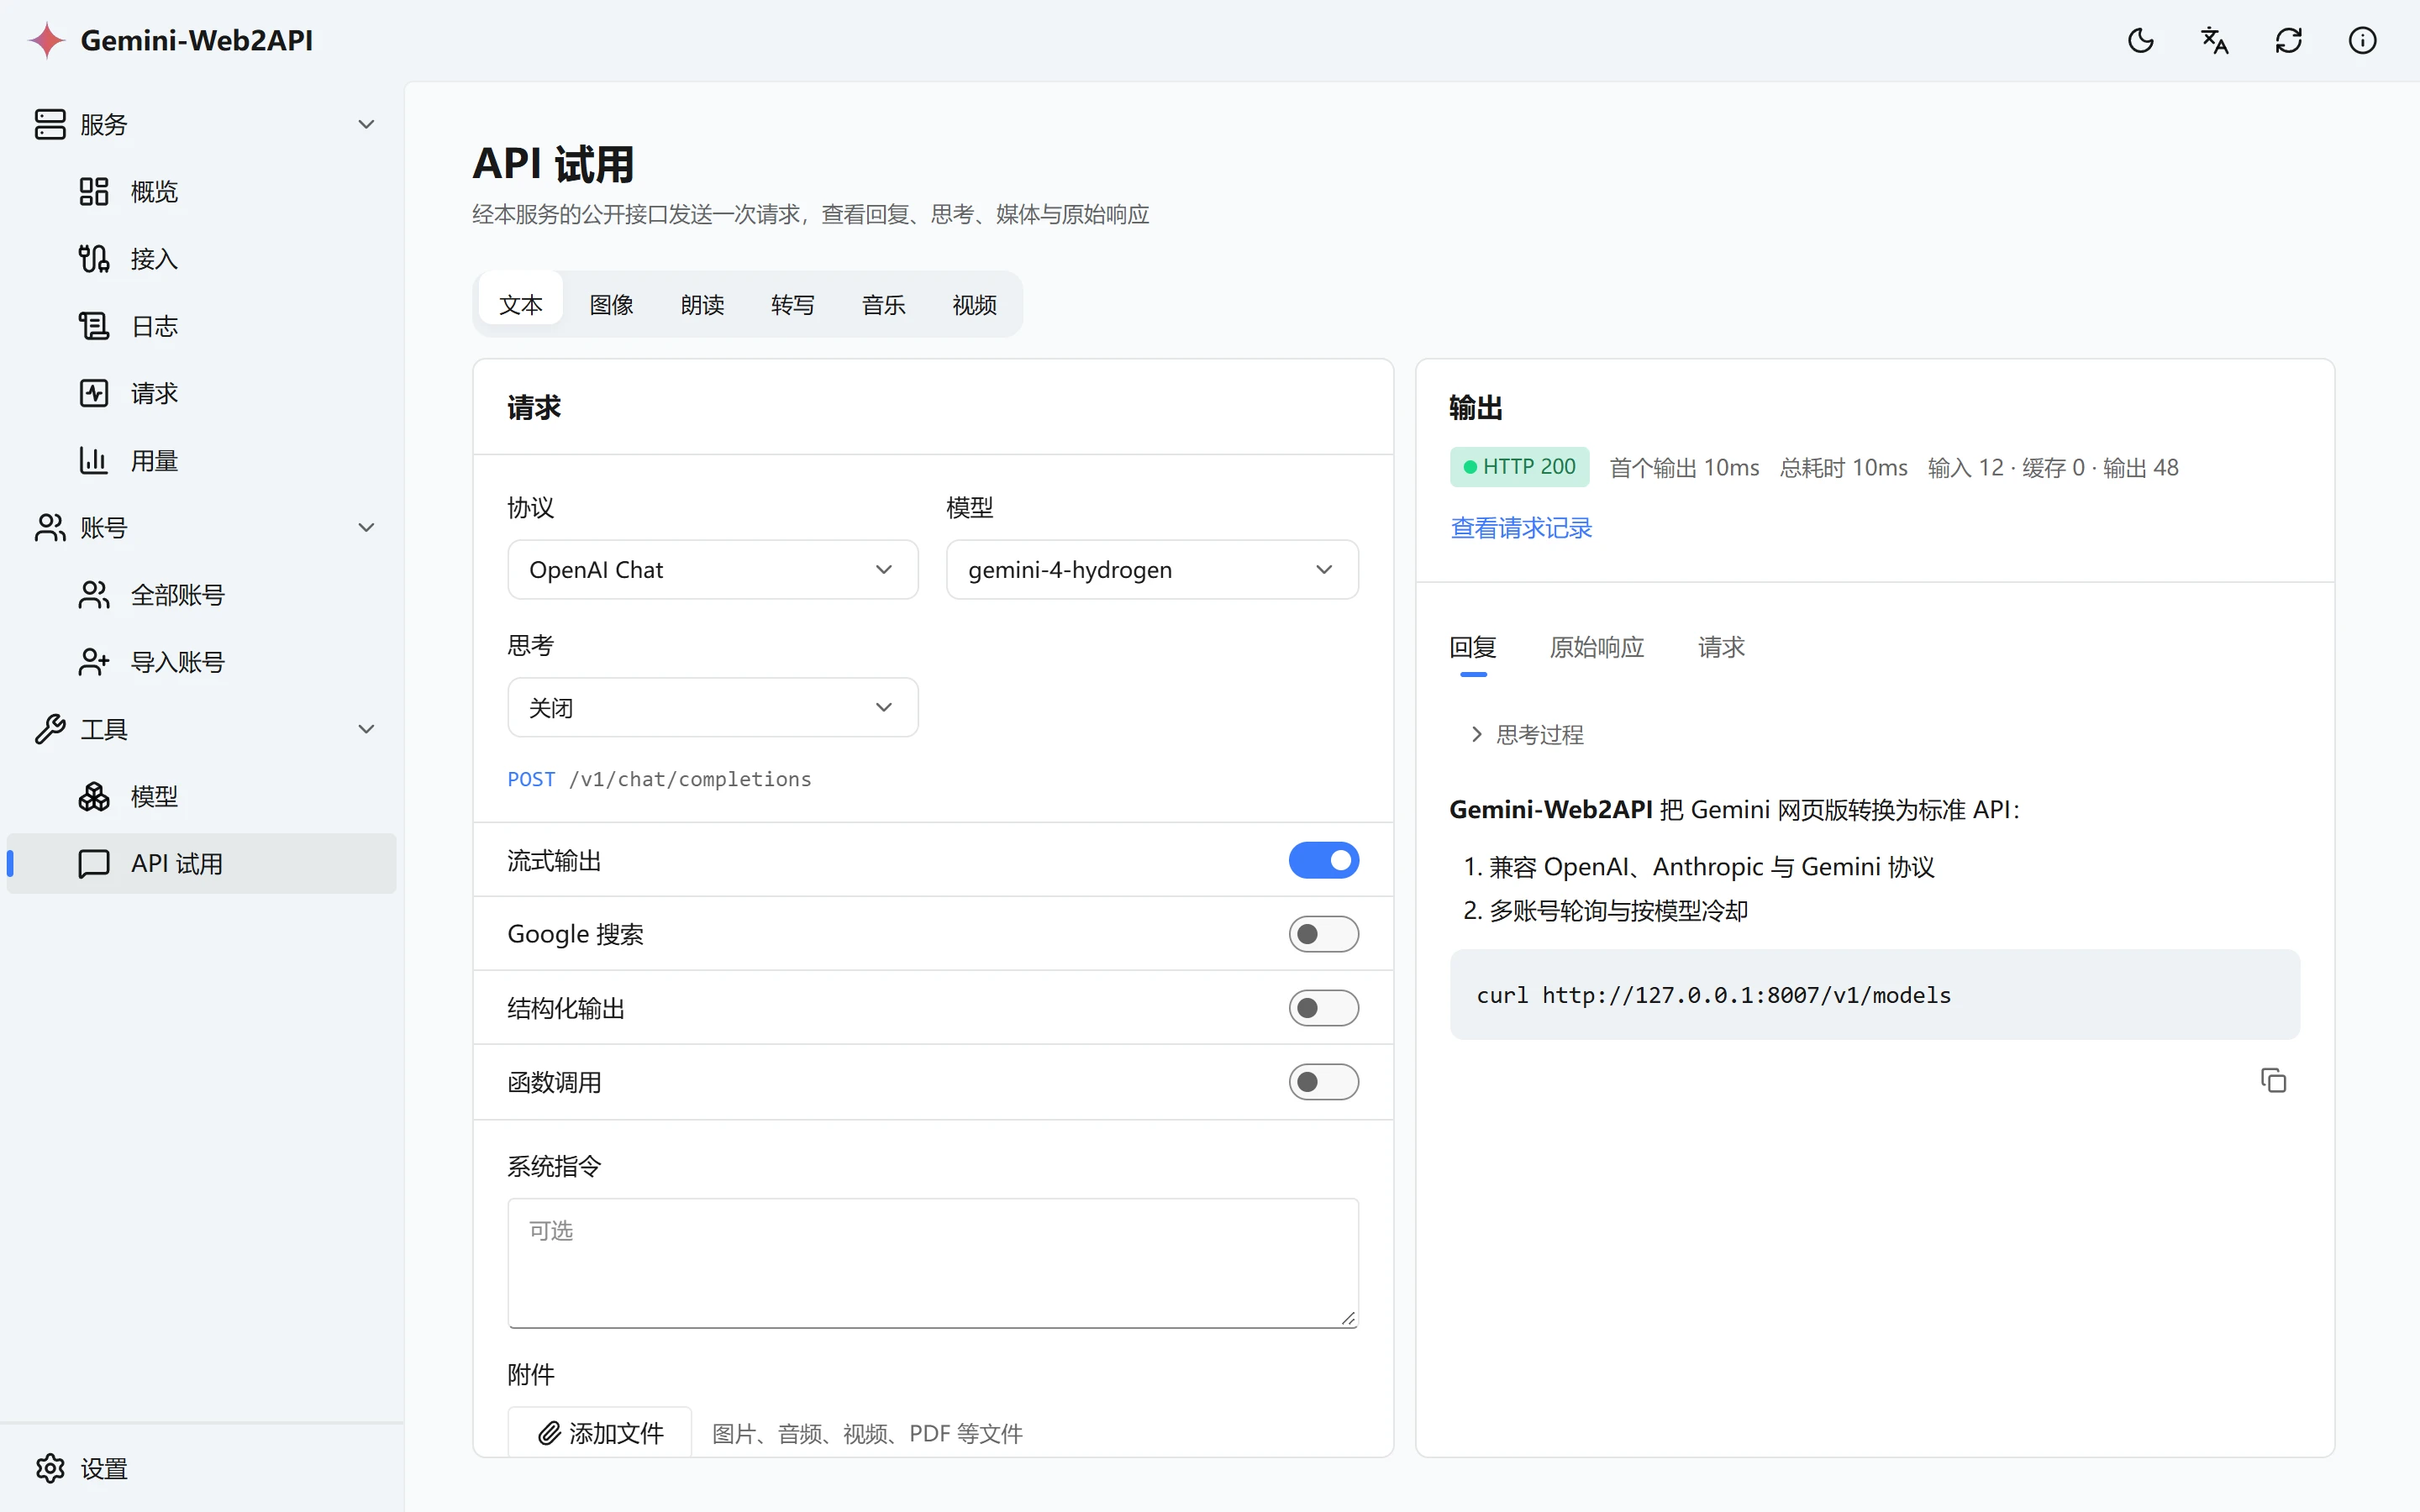 Gemini-Web2API
服务
概览
接入
日志
请求
用量
账号
全部账号
导入账号
工具
模型
API 试用
设置
API 试用
经本服务的公开接口发送一次请求，查看回复、思考、媒体与原始响应
文本 图像 朗读 转写 音乐 视频
请求
协议 模型
OpenAI Chat gemini-4-hydrogen
思考
关闭
POST /v1/chat/completions
流式输出
Google 搜索
结构化输出
函数调用
系统指令
可选
附件
添加文件 图片、音频、视频、PDF 等文件
输出
HTTP 200 首个输出 10ms 总耗时 10ms 输入 12 · 缓存 0 · 输出 48
查看请求记录
回复 原始响应 请求
思考过程
Gemini-Web2API 把 Gemini 网页版转换为标准 API：
1. 兼容 OpenAI、Anthropic 与 Gemini 协议
2. 多账号轮询与按模型冷却
curl http://127.0.0.1:8007/v1/models